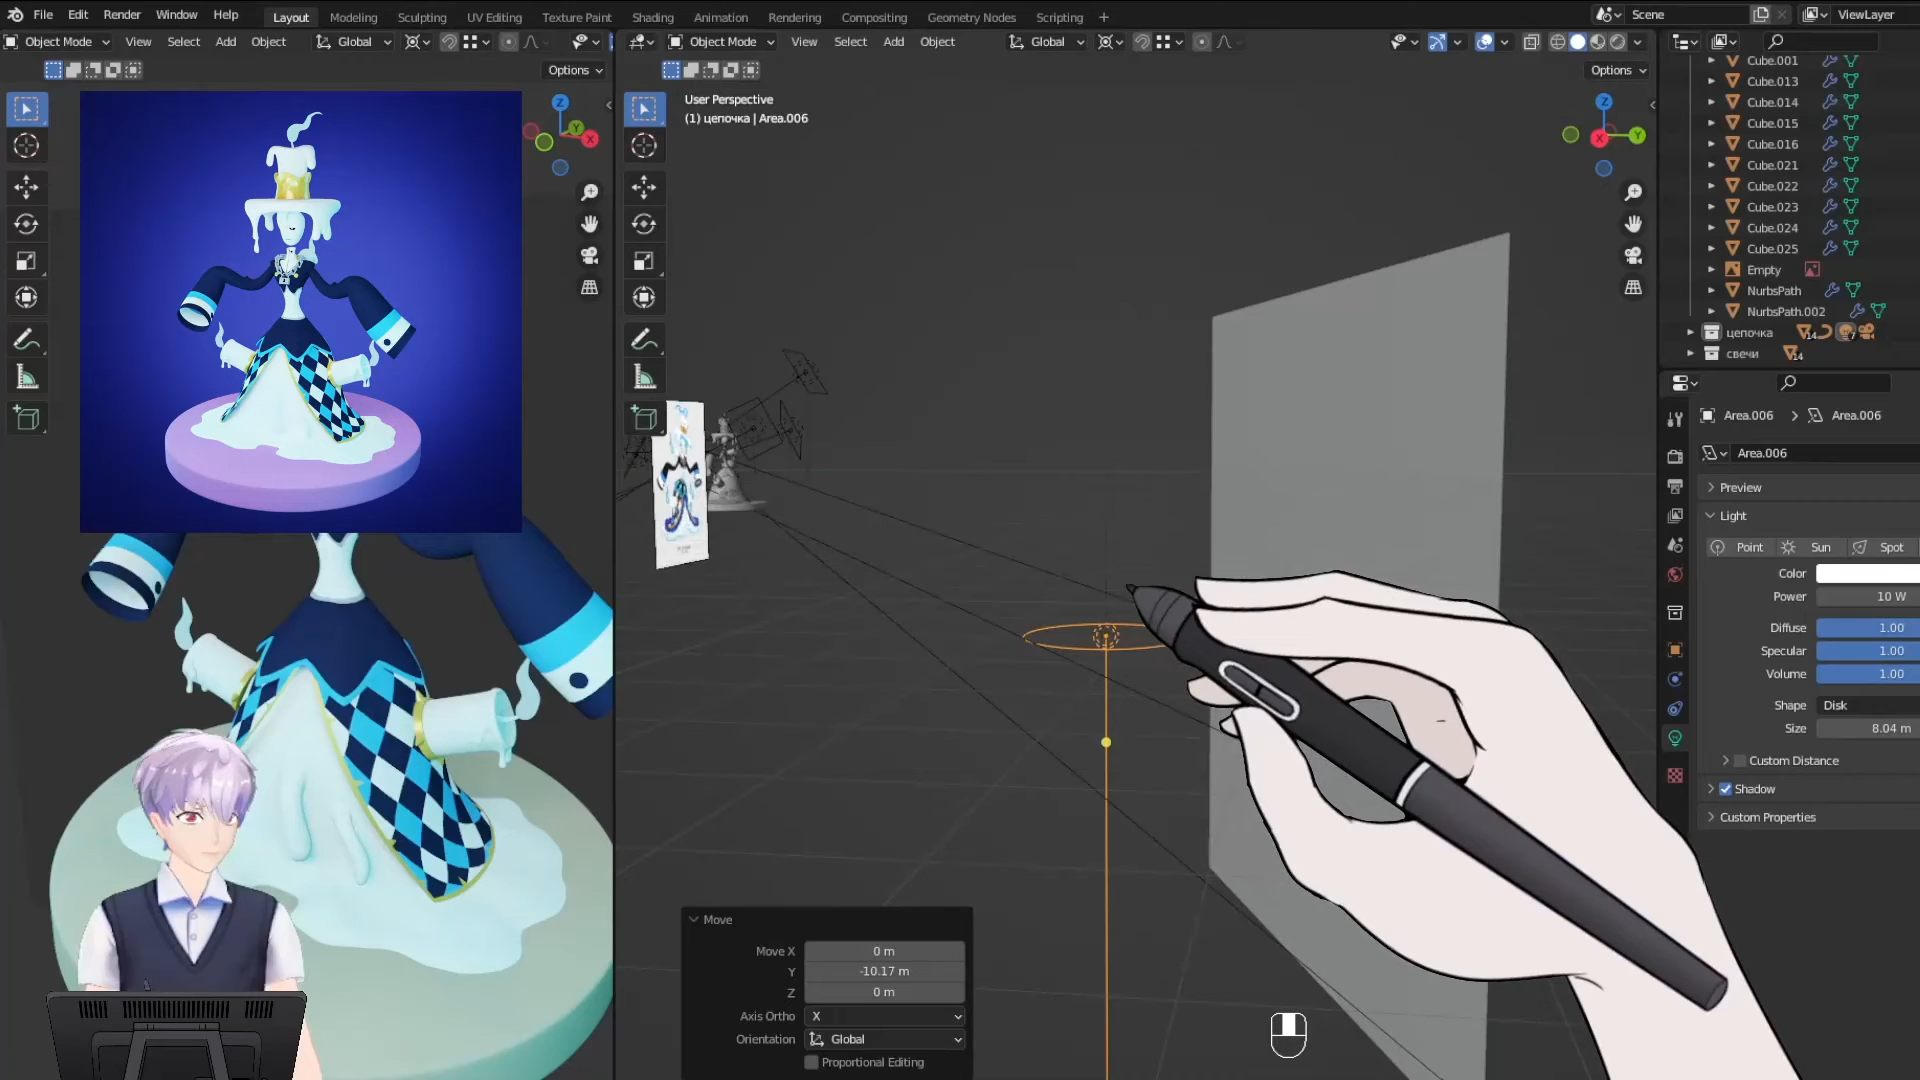 File Edit Render Window Help Layout Modeling Sculpting UV Editing Texture Paint Shading Animation Rendering Compositing Geometry Nodes Scripting + Scene ViewLayer
Object Mode View Select Add Object Global
Object Mode View Select Add Object Global
Options
Options
User Perspective
(1) цепочка | Area.006
Z
Y
X
Z
X
Y
Cube.001
Cube.013
Cube.014
Cube.015
Cube.016
Cube.021
Cube.022
Cube.023
Cube.024
Cube.025
Empty
NurbsPath
NurbsPath.002
цепочка 14 7
свечи 14
Area.006 > Area.006
Area.006
Preview
Light
Point Sun Spot
Color
Power 10 W
Diffuse 1.00
Specular 1.00
Volume 1.00
Shape Disk
Size 8.04 m
Custom Distance
Shadow
Custom Properties
Move
Move X 0 m
Y -10.17 m
Z 0 m
Axis Ortho X
Orientation Global
Proportional Editing